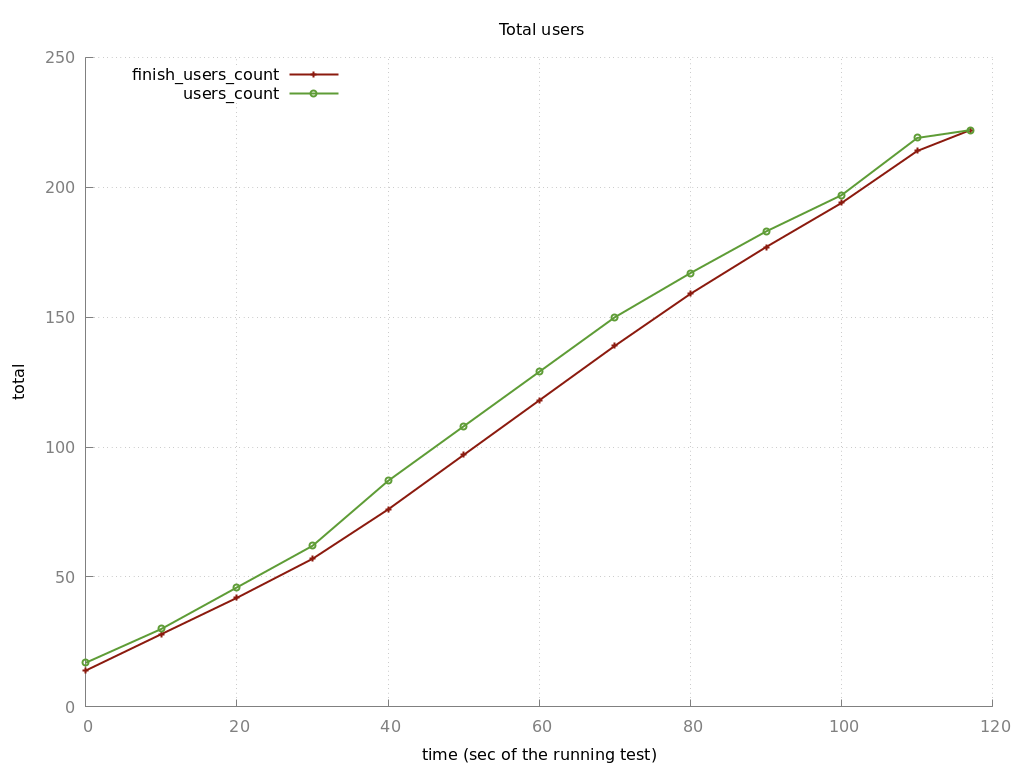 Total users
finish_users_count
users_count
250
200
150
100
50
0
total
0 20 40 60 80 100 120
time (sec of the running test)